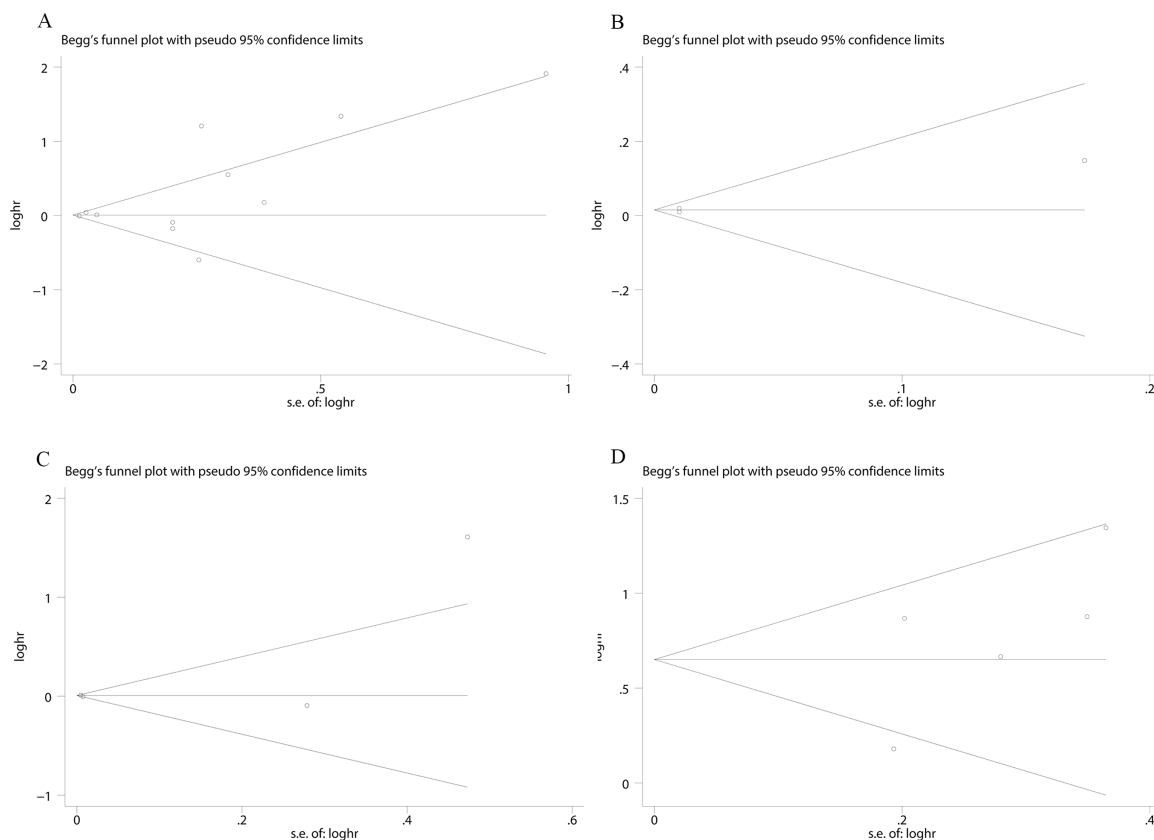 A
Begg's funnel plot with pseudo 95% confidence limits
2
1
0
−1
−2
loghr
0
.5
1
s.e. of: loghr
B
Begg's funnel plot with pseudo 95% confidence limits
.4
.2
0
−.2
−.4
loghr
0
.1
.2
s.e. of: loghr
C
Begg's funnel plot with pseudo 95% confidence limits
2
1
0
−1
loghr
0
.2
.4
.6
s.e. of: loghr
D
Begg's funnel plot with pseudo 95% confidence limits
1.5
1
.5
0
0
.2
.4
s.e. of: loghr